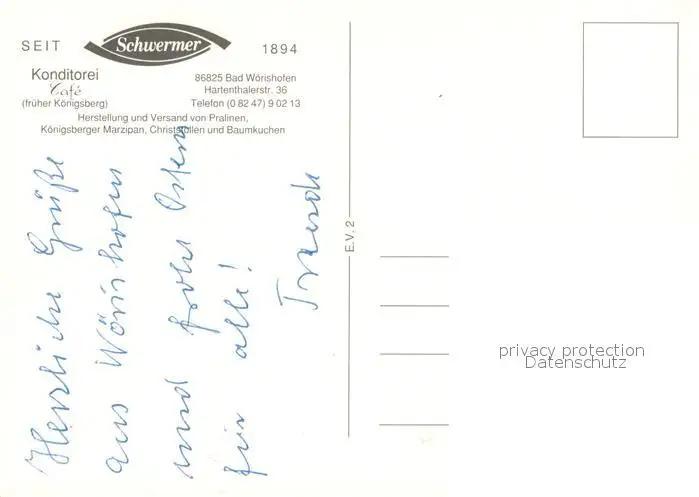 SEIT Schwermer 1894
Konditorei
Café
(früher Königsberg)
86825 Bad Wörishofen
Hartenthalerstr. 36
Telefon (0 82 47) 9 02 13
Herstellung und Versand von Pralinen,
Königsberger Marzipan, Christstollen und Baumkuchen
Herzliche Grüße
aus Wörishofen
und frohe Ostern
für alle!
E.V. 2
privacy protection
Datenschutz